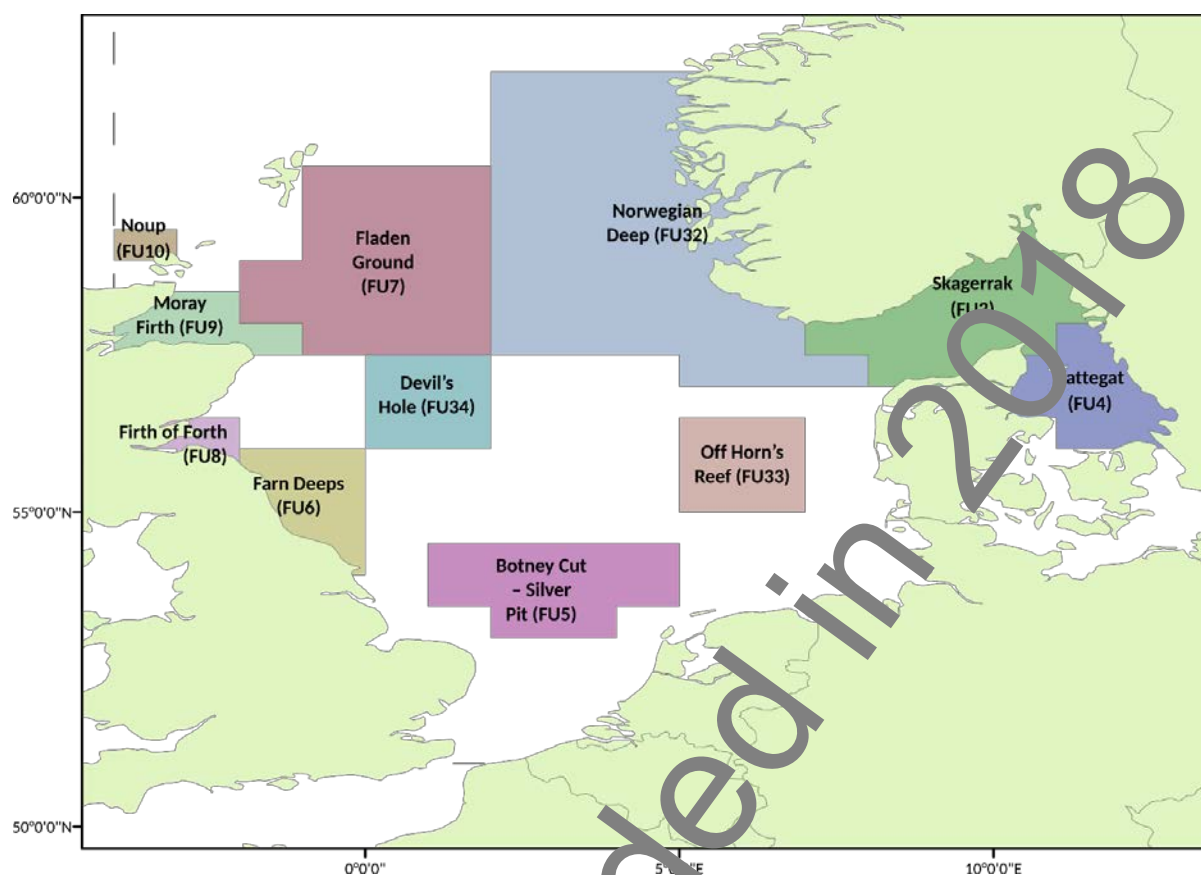 60°0'0"N
Noup
(FU10)
Fladen
Ground
(FU7)
Norwegian
Deep (FU32)
Skagerrak
Moray
Firth (FU9)
Devil's
Hole (FU34)
attegat
(FU4)
Firth of Forth
(FU8)
Farn Deeps
(FU6)
Off Horn's
Reef (FU33)
55°0'0"N
Botney Cut
– Silver
Pit (FU5)
50°0'0"N
0°0'0"
10°0'0"E
ded in 2018